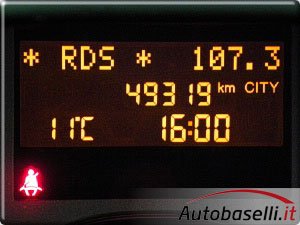 * RDS * 107.3
49319 km CITY
11°C 16:00
Autobaselli.it